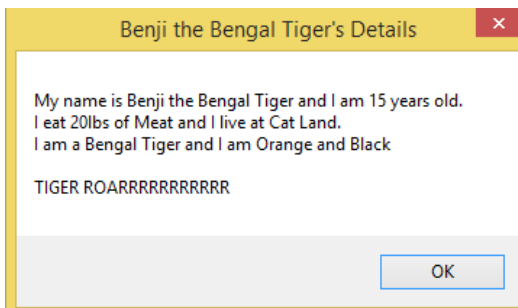 Benji the Bengal Tiger's Details
My name is Benji the Bengal Tiger and I am 15 years old.
I eat 20lbs of Meat and I live at Cat Land.
I am a Bengal Tiger and I am Orange and Black
TIGER ROARRRRRRRRRRR
OK